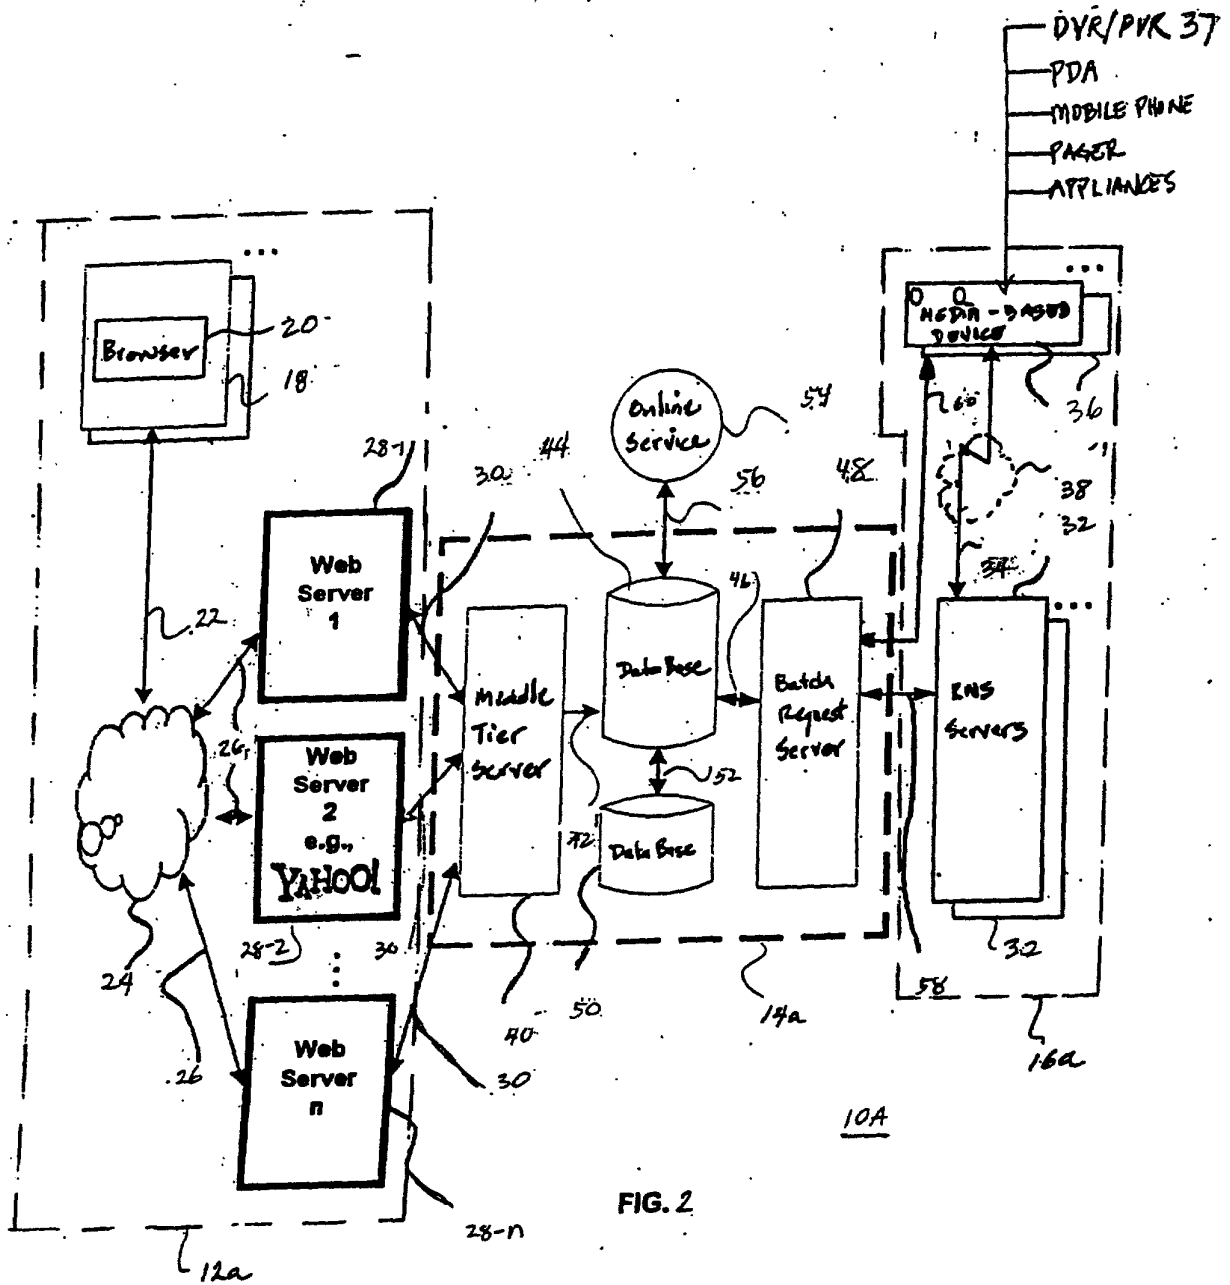 DVR/PVR 37
PDA
MOBILE PHONE
PAGER
APPLIANCES
...
...
MEDIA-BASED
DEVICE
Browser
20
18
36
60
38
32
34
Online
Service
54
56
44
48
46
28-1
30
Web
Server
1
22
26
Web
Server
2
e.g.,
YAHOO!
28-2
30
24
26
Middle
Tier
Server
40
42
Data Base
52
Data Base
50
Batch
Request
Server
RNS
Servers
...
32
58
14a
16a
Web
Server
n
30
28-n
12a
10A
FIG. 2